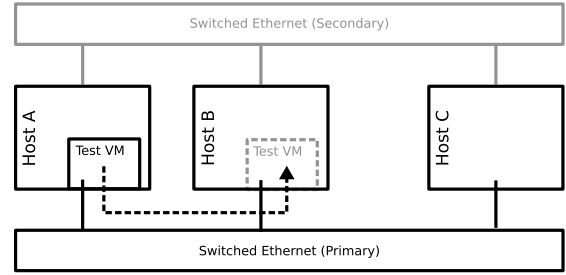 Switched Ethernet (Secondary)
Host A
Test VM
Host B
Test VM
Host C
Switched Ethernet (Primary)